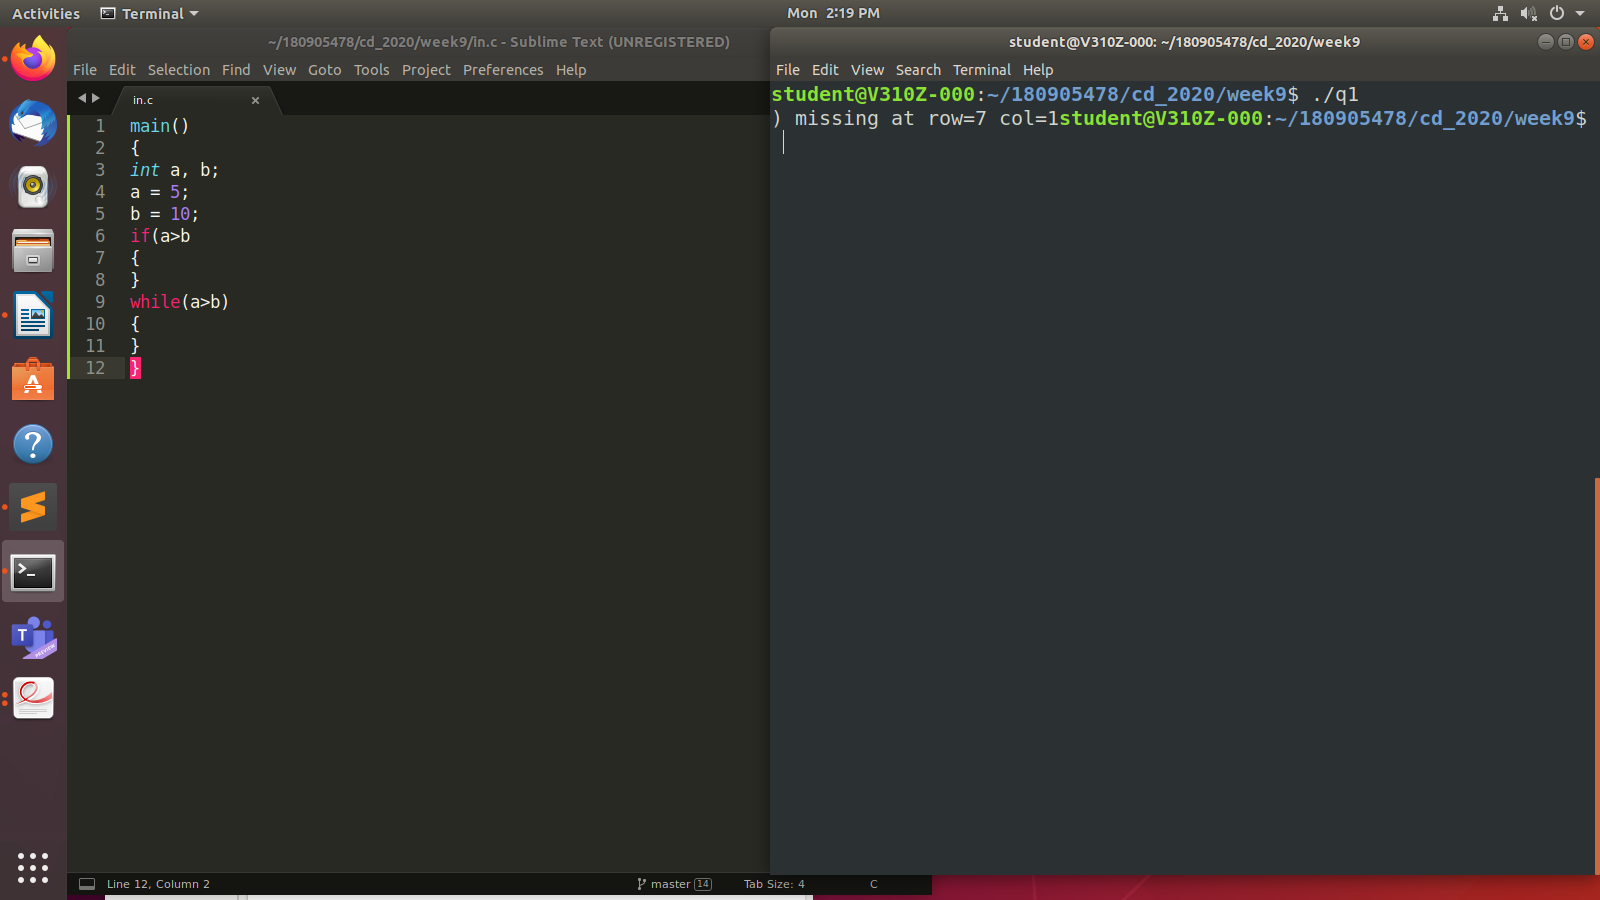 Activities Terminal Mon 2:19 PM
~/180905478/cd_2020/week9/in.c - Sublime Text (UNREGISTERED)
File Edit Selection Find View Goto Tools Project Preferences Help
in.c ×
1 main()
2 {
3 int a, b;
4 a = 5;
5 b = 10;
6 if(a>b
7 {
8 }
9 while(a>b)
10 {
11 }
12 }
Line 12, Column 2 master 14 Tab Size: 4 C
student@V310Z-000: ~/180905478/cd_2020/week9
File Edit View Search Terminal Help
student@V310Z-000:~/180905478/cd_2020/week9$ ./q1
) missing at row=7 col=1student@V310Z-000:~/180905478/cd_2020/week9$
A
?
>_
T
PREVIEW